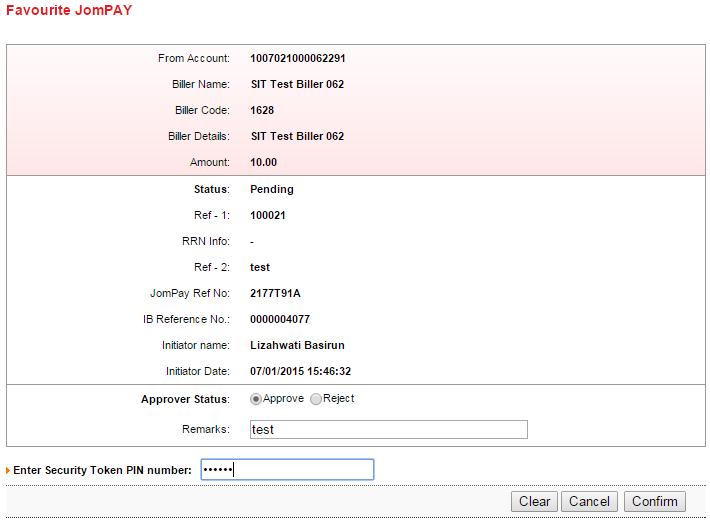 Favourite JomPAY
From Account: 1007021000062291
Biller Name: SIT Test Biller 062
Biller Code: 1628
Biller Details: SIT Test Biller 062
Amount: 10.00
Status: Pending
Ref - 1: 100021
RRN Info: -
Ref - 2: test
JomPay Ref No: 2177T91A
IB Reference No.: 0000004077
Initiator name: Lizahwati Basirun
Initiator Date: 07/01/2015 15:46:32
Approver Status: Approve Reject
Remarks: test
Enter Security Token PIN number: ••••••
Clear Cancel Confirm